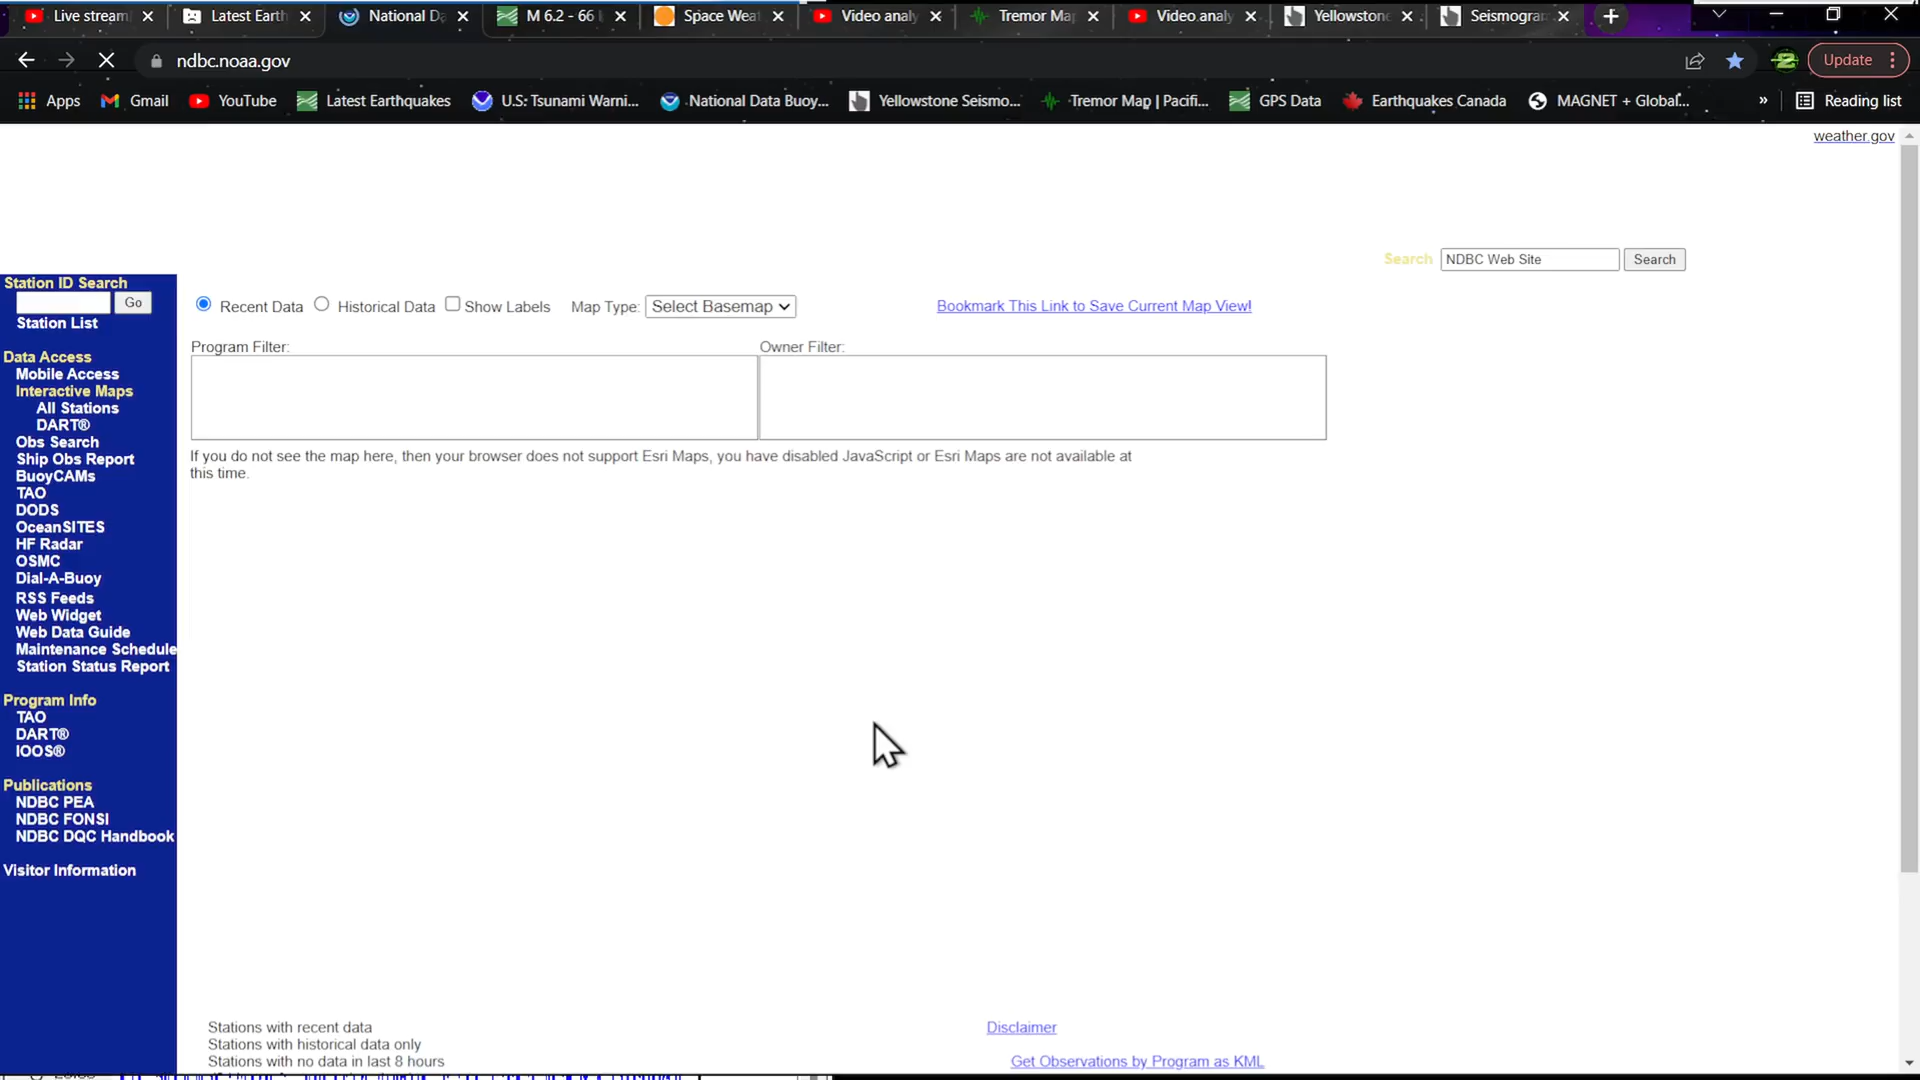 Live stream
Latest Earth
National Da
M 6.2 - 66
Space Weat
Video analy
Tremor Map
Video analy
Yellowstone
Seismogra
ndbc.noaa.gov
Update
Apps
Gmail
YouTube
Latest Earthquakes
U.S. Tsunami Warni...
National Data Buoy...
Yellowstone Seismo...
Tremor Map | Pacifi...
GPS Data
Earthquakes Canada
MAGNET + Global...
»
Reading list
weather.gov
Search
NDBC Web Site
Search
Station ID Search
Go
Station List
Data Access
Mobile Access
Interactive Maps
All Stations
DART®
Obs Search
Ship Obs Report
BuoyCAMs
TAO
DODS
OceanSITES
HF Radar
OSMC
Dial-A-Buoy
RSS Feeds
Web Widget
Web Data Guide
Maintenance Schedule
Station Status Report
Program Info
TAO
DART®
IOOS®
Publications
NDBC PEA
NDBC FONSI
NDBC DQC Handbook
Visitor Information
Recent Data Historical Data Show Labels Map Type: Select Basemap
Bookmark This Link to Save Current Map View!
Program Filter:
Owner Filter:
If you do not see the map here, then your browser does not support Esri Maps, you have disabled JavaScript or Esri Maps are not available at
this time.
Stations with recent data
Stations with historical data only
Stations with no data in last 8 hours
Disclaimer
Get Observations by Program as KML